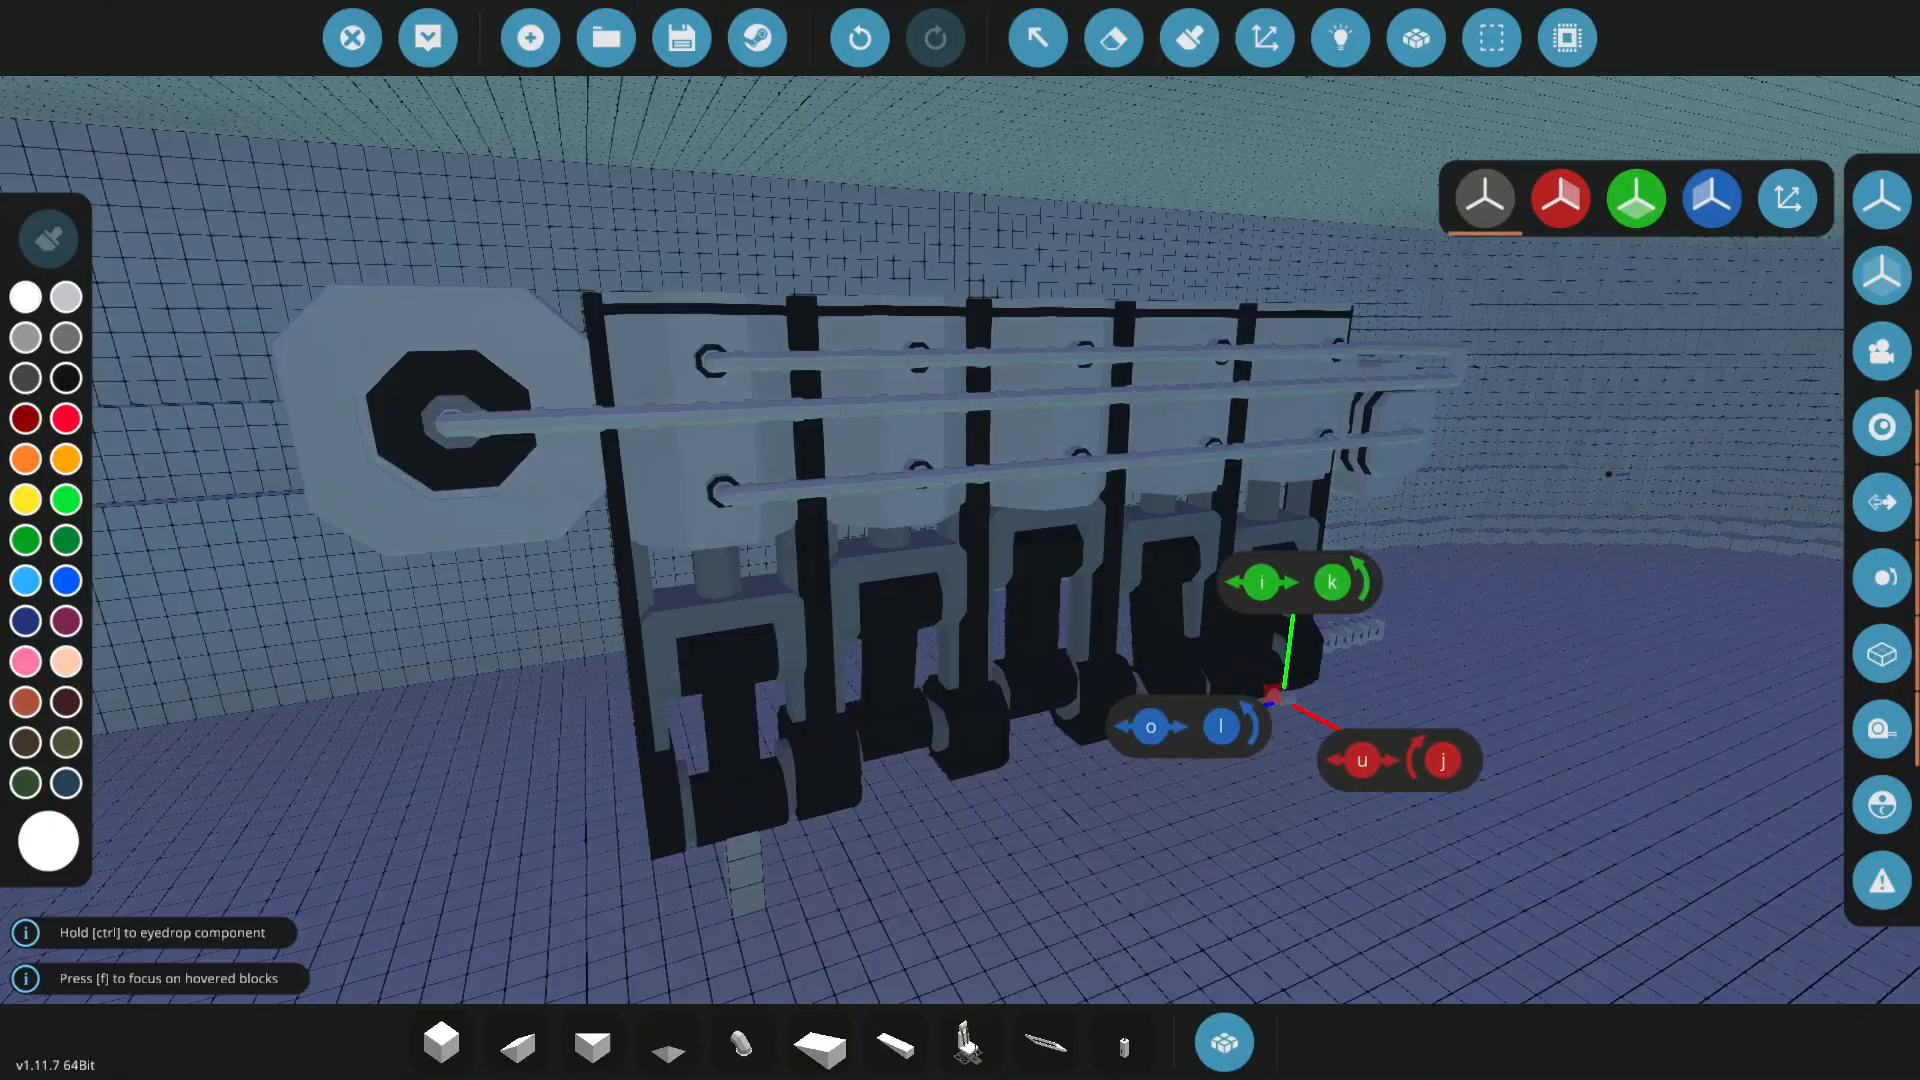 i k
o l
u j
Hold [ctrl] to eyedrop component
Press [f] to focus on hovered blocks
v1.11.7 64Bit